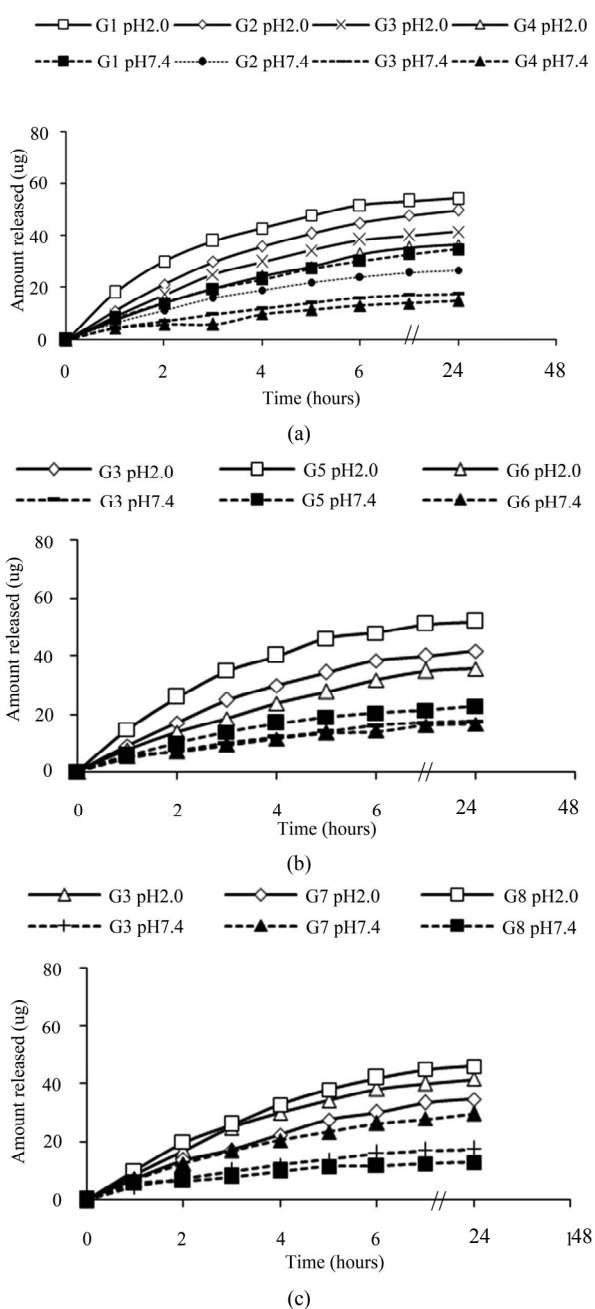 G1 pH2.0 G2 pH2.0 G3 pH2.0 G4 pH2.0
G1 pH7.4 G2 pH7.4 G3 pH7.4 G4 pH7.4
80
60
40
20
0
Amount released (ug)
0 2 4 6 // 24 48
Time (hours)
(a)
G3 pH2.0 G5 pH2.0 G6 pH2.0
G3 pH7.4 G5 pH7.4 G6 pH7.4
80
60
40
20
0
Amount released (ug)
0 2 4 6 // 24 48
Time (hours)
(b)
G3 pH2.0 G7 pH2.0 G8 pH2.0
G3 pH7.4 G7 pH7.4 G8 pH7.4
80
60
40
20
0
Amount released (ug)
0 2 4 6 // 24 48
Time (hours)
(c)